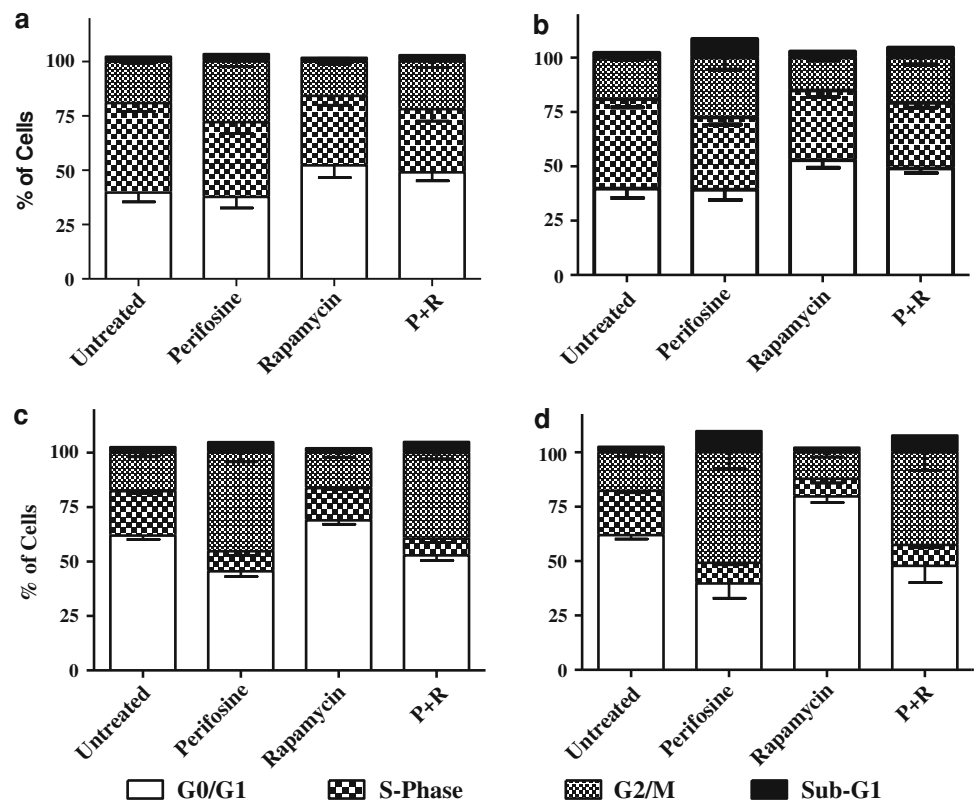 a
% of Cells
100
75
50
25
0
Untreated
Perifosine
Rapamycin
P+R
b
100
75
50
25
0
Untreated
Perifosine
Rapamycin
P+R
c
% of Cells
100
75
50
25
0
Untreated
Perifosine
Rapamycin
P+R
d
100
75
50
25
0
Untreated
Perifosine
Rapamycin
P+R
G0/G1 S-Phase G2/M Sub-G1